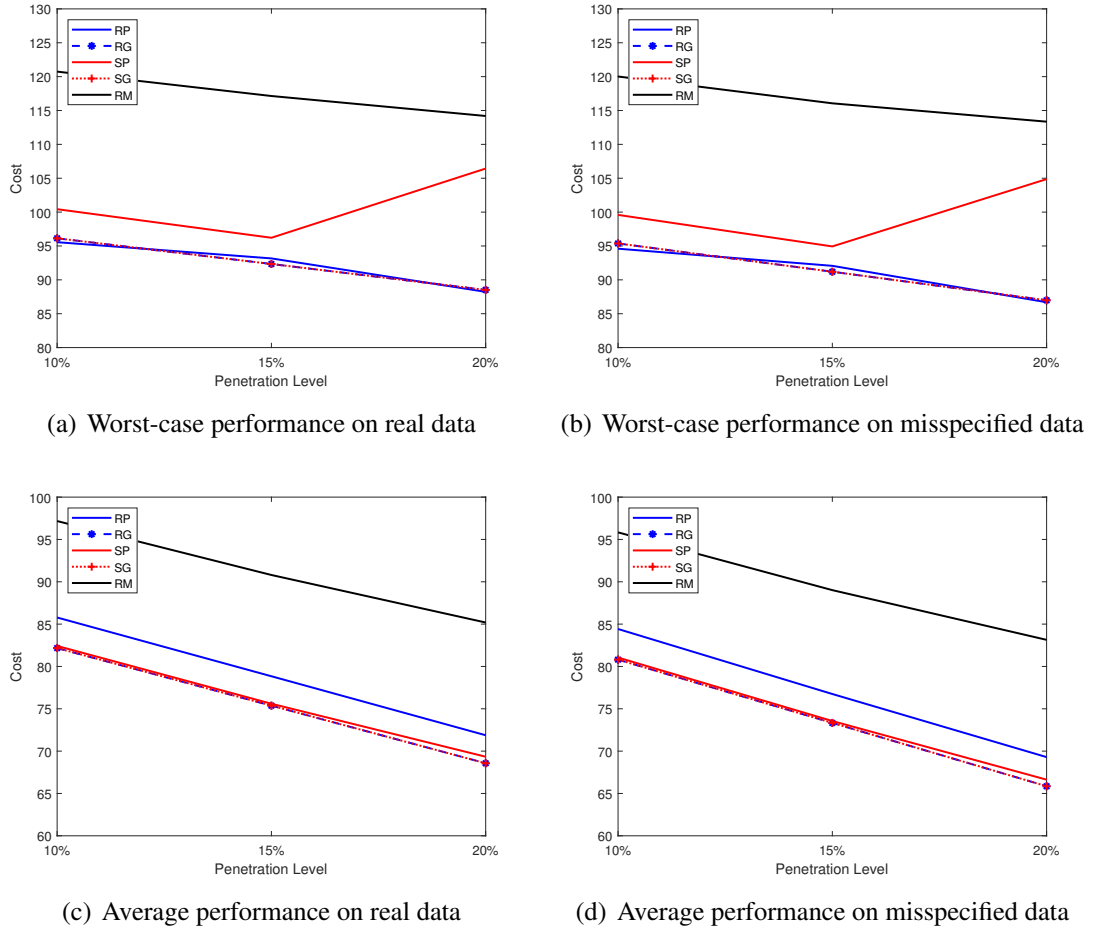 130
125
120
115
110
105
100
95
90
85
80
Cost
RP
RG
SP
SG
RM
10%
15%
20%
Penetration Level
(a) Worst-case performance on real data
130
125
120
115
110
105
100
95
90
85
80
Cost
RP
RG
SP
SG
RM
10%
15%
20%
Penetration Level
(b) Worst-case performance on misspecified data
100
95
90
85
80
75
70
65
60
Cost
RP
RG
SP
SG
RM
10%
15%
20%
Penetration Level
(c) Average performance on real data
100
95
90
85
80
75
70
65
60
Cost
RP
RG
SP
SG
RM
10%
15%
20%
Penetration Level
(d) Average performance on misspecified data